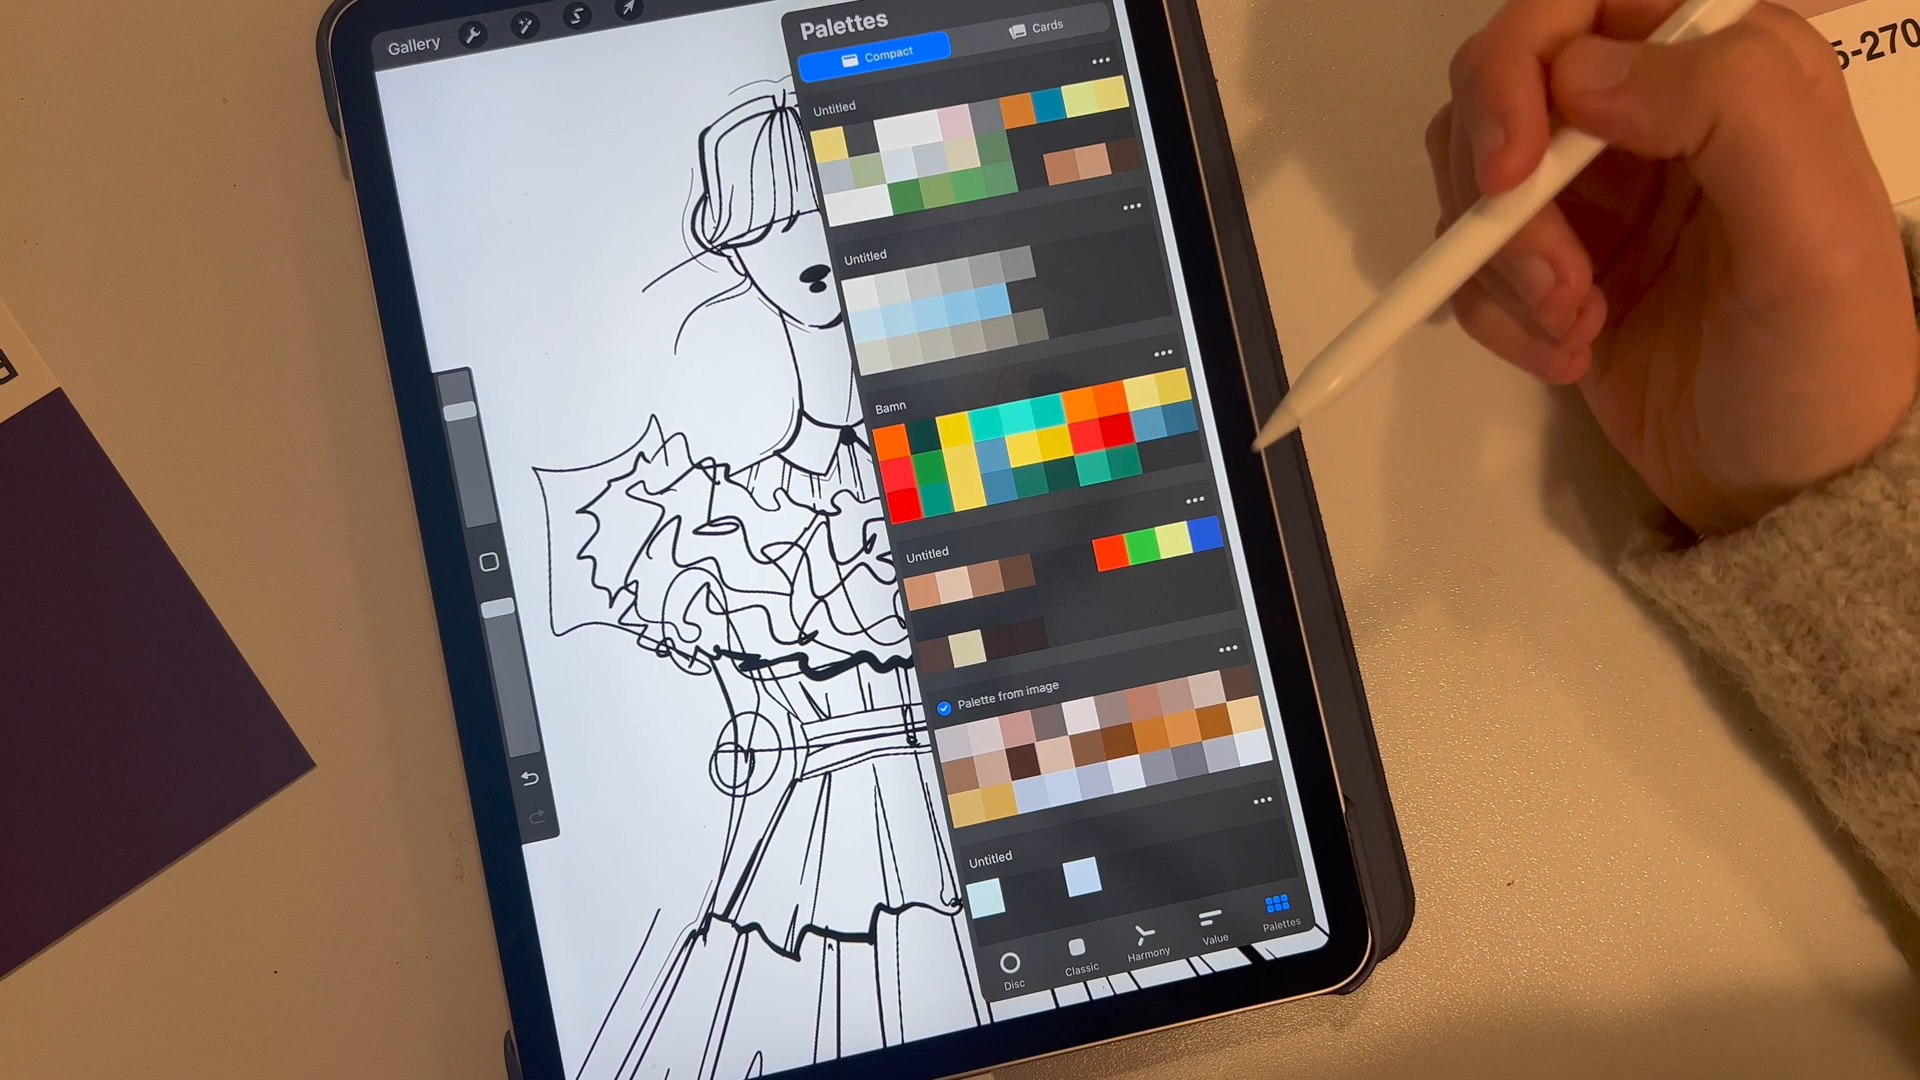 Gallery
Palettes
Compact
Cards
Untitled
Untitled
Bamn
Untitled
Palette from image
Untitled
Disc
Classic
Harmony
Value
Palettes
5-270